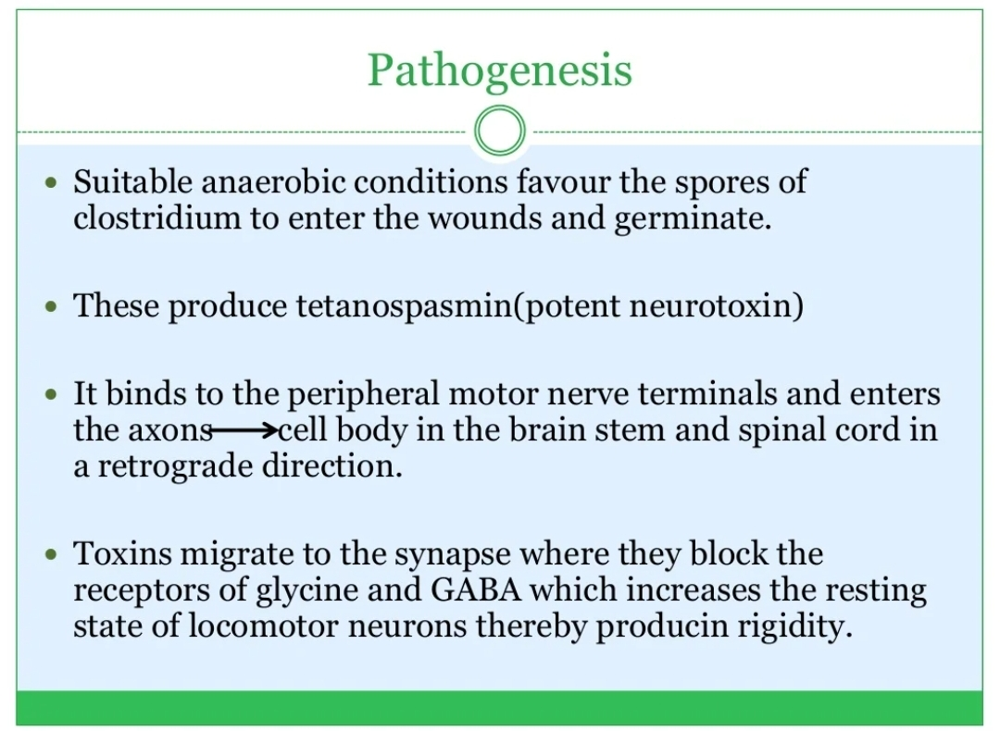 Pathogenesis
• Suitable anaerobic conditions favour the spores of
clostridium to enter the wounds and germinate.
• These produce tetanospasmin(potent neurotoxin)
• It binds to the peripheral motor nerve terminals and enters
the axons⟶cell body in the brain stem and spinal cord in
a retrograde direction.
• Toxins migrate to the synapse where they block the
receptors of glycine and GABA which increases the resting
state of locomotor neurons thereby producin rigidity.